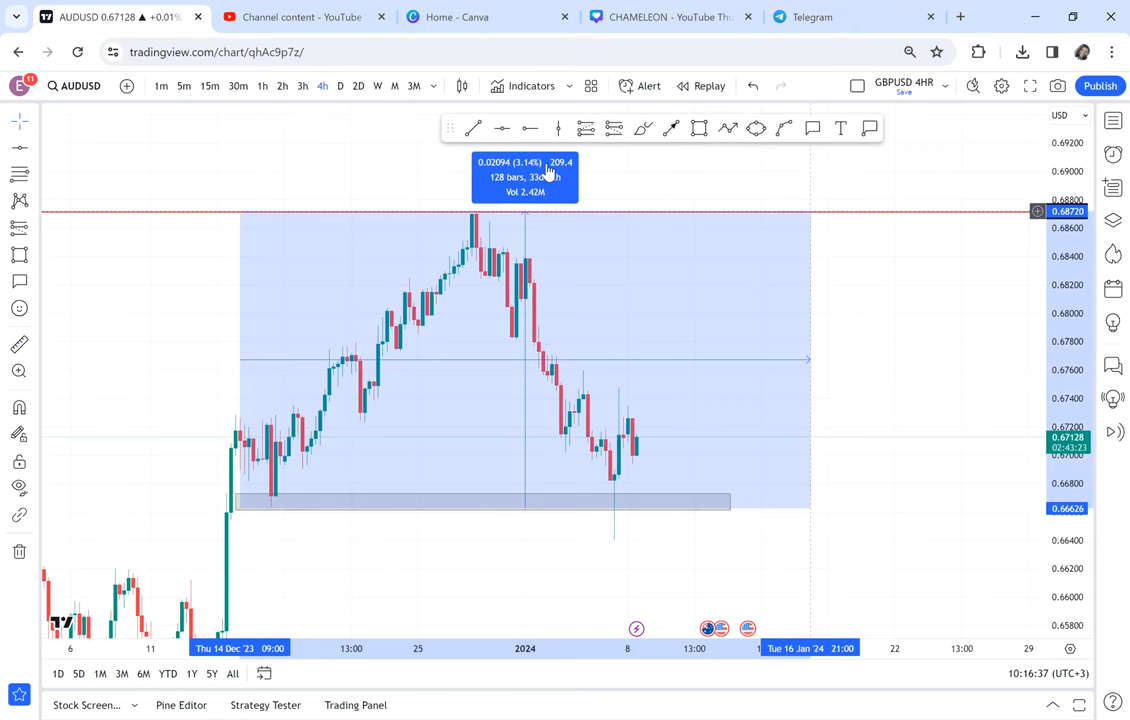 AUDUSD 0.67128 ▲ +0.01%
Channel content - YouTube
Home - Canva
CHAMELEON - YouTube Thu
Telegram
tradingview.com/chart/qhAc9p7z/
E
11
AUDUSD
1m 5m 15m 30m 1h 2h 3h 4h D 2D W M 3M
Indicators
Alert
Replay
GBPUSD 4HR
Save
Publish
USD
0.69200
0.69000
0.68800
0.68720
0.68600
0.68400
0.68200
0.68000
0.67800
0.67600
0.67400
0.67200
0.67128
02:43:23
0.67000
0.66800
0.66626
0.66400
0.66200
0.66000
0.65800
0.02094 (3.14%) 209.4
128 bars,
Vol 2.42M
6
11
Thu 14 Dec '23 09:00
13:00
25
2024
8
13:00
Tue 16 Jan '24 21:00
22
13:00
29
1D 5D 1M 3M 6M YTD 1Y 5Y All
10:16:37 (UTC+3)
Stock Screen...
Pine Editor
Strategy Tester
Trading Panel